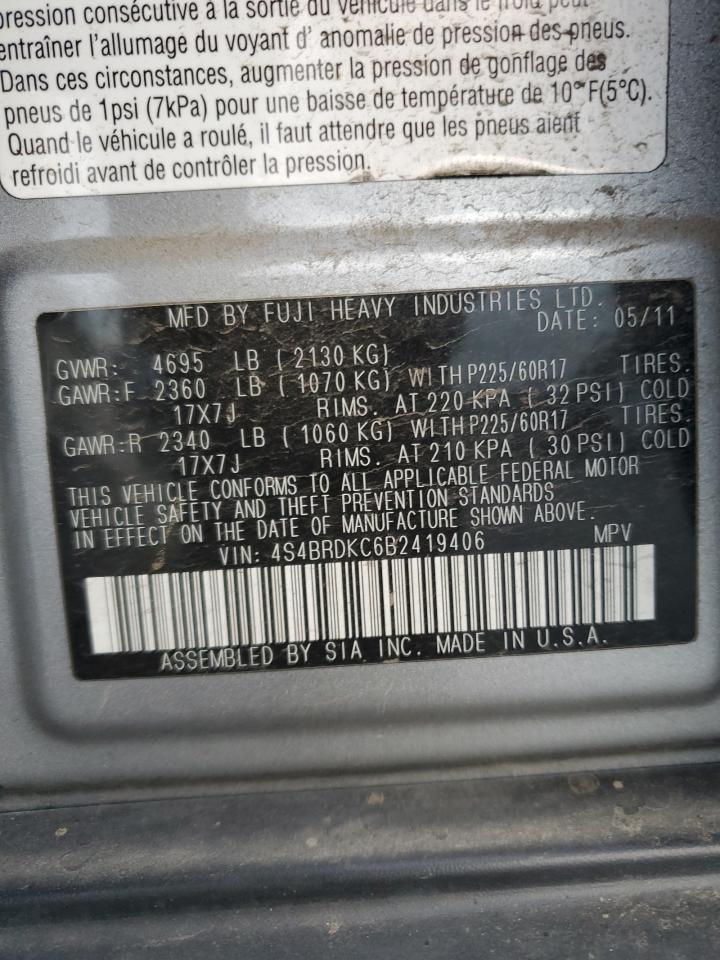 pression consécutive à la sortie du véhicule dans le froid peut
entraîner l'allumage du voyant d' anomalie de pression des pneus.
Dans ces circonstances, augmenter la pression de gonflage des
pneus de 1psi (7kPa) pour une baisse de température de 10°F(5°C).
Quand le véhicule a roulé, il faut attendre que les pneus aient
refroidi avant de contrôler la pression.
MFD BY FUJI HEAVY INDUSTRIES LTD.
DATE: 05/11
GVWR: 4695 LB ( 2130 KG)
GAWR:F 2360 LB ( 1070 KG) WITH P225/60R17 TIRES.
17X7J RIMS. AT 220 KPA ( 32 PSI) COLD
GAWR:R 2340 LB ( 1060 KG) WITH P225/60R17 TIRES.
17X7J RIMS. AT 210 KPA ( 30 PSI) COLD
THIS VEHICLE CONFORMS TO ALL APPLICABLE FEDERAL MOTOR
VEHICLE SAFETY AND THEFT PREVENTION STANDARDS
IN EFFECT ON THE DATE OF MANUFACTURE SHOWN ABOVE.
VIN: 4S4BRDKC6B2419406 MPV
ASSEMBLED BY SIA INC. MADE IN U.S.A.